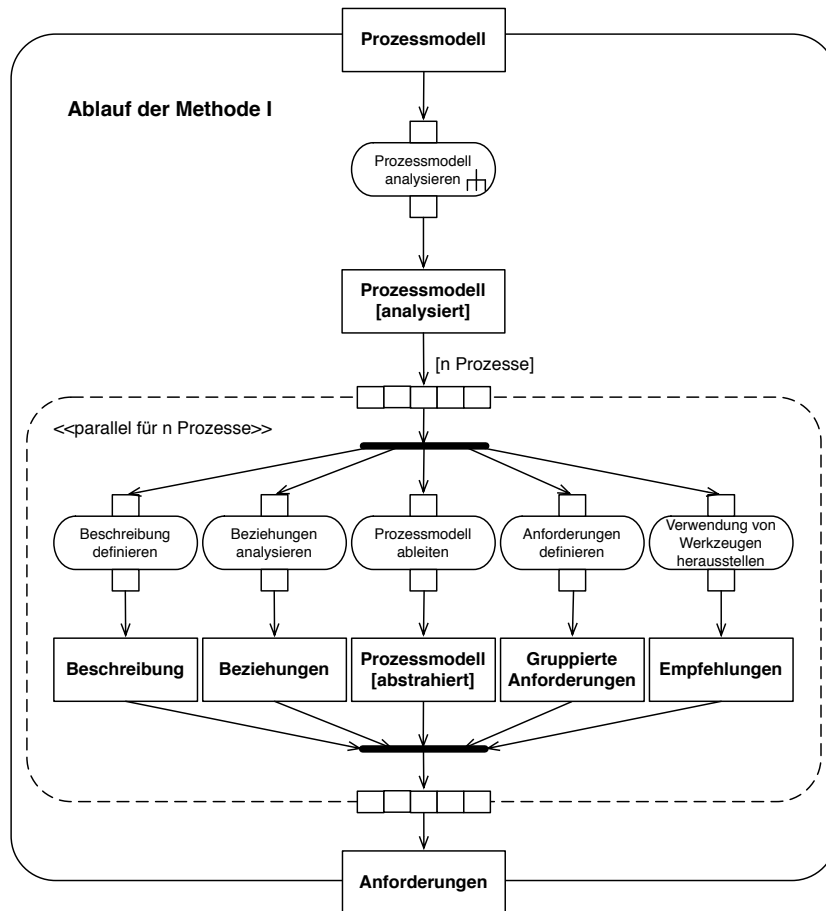 Prozessmodell
Ablauf der Methode I
Prozessmodell
analysieren
Prozessmodell
[analysiert]
[n Prozesse]
<<parallel für n Prozesse>>
Beschreibung
definieren
Beziehungen
analysieren
Prozessmodell
ableiten
Anforderungen
definieren
Verwendung von
Werkzeugen
herausstellen
Beschreibung
Beziehungen
Prozessmodell
[abstrahiert]
Gruppierte
Anforderungen
Empfehlungen
Anforderungen